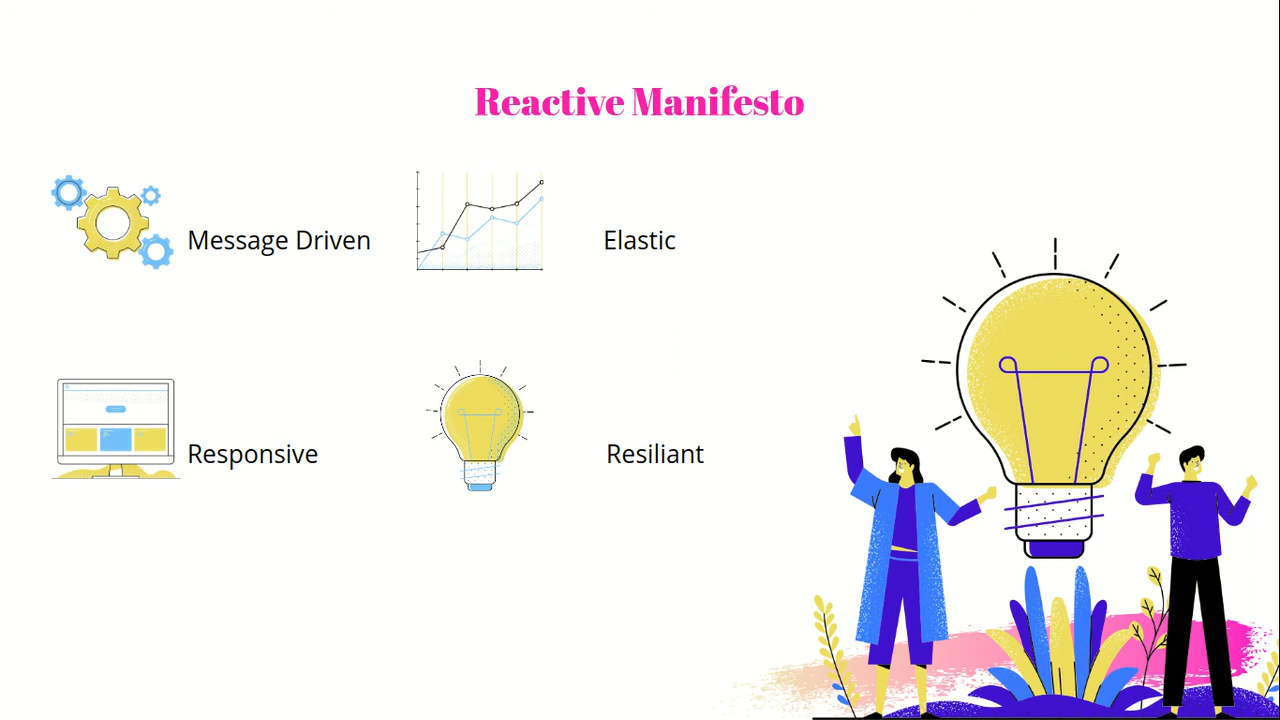 Reactive Manifesto
Message Driven
Elastic
Responsive
Resiliant